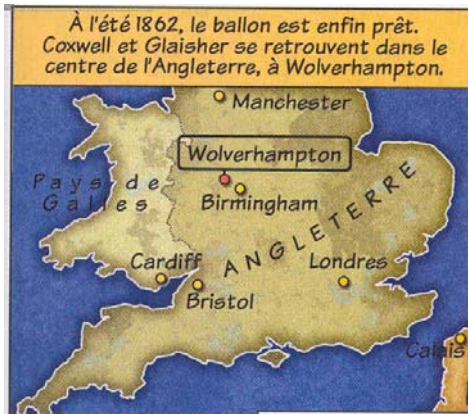 À l'été 1862, le ballon est enfin prêt.
Coxwell et Glaisher se retrouvent dans le
centre de l'Angleterre, à Wolverhampton.
Manchester
Wolverhampton
Pays de
Galles
Birmingham
ANGLETERRE
Cardiff
Londres
Bristol
Calais